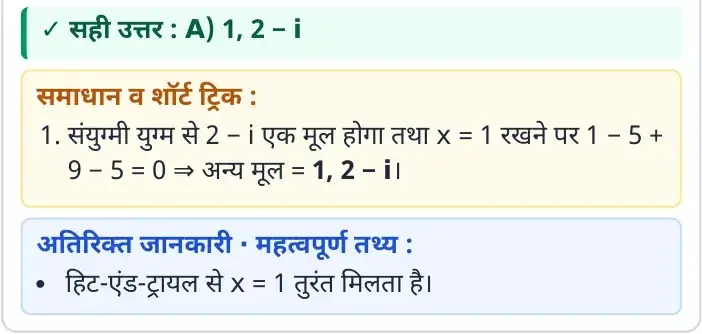 ✓ सही उत्तर : A) 1, 2 − i
समाधान व शॉर्ट ट्रिक :
1. संयुग्मी युग्म से 2 − i एक मूल होगा तथा x = 1 रखने पर 1 − 5 +
9 − 5 = 0 ⇒ अन्य मूल = 1, 2 − i।
अतिरिक्त जानकारी · महत्वपूर्ण तथ्य :
• हिट-एंड-ट्रायल से x = 1 तुरंत मिलता है।